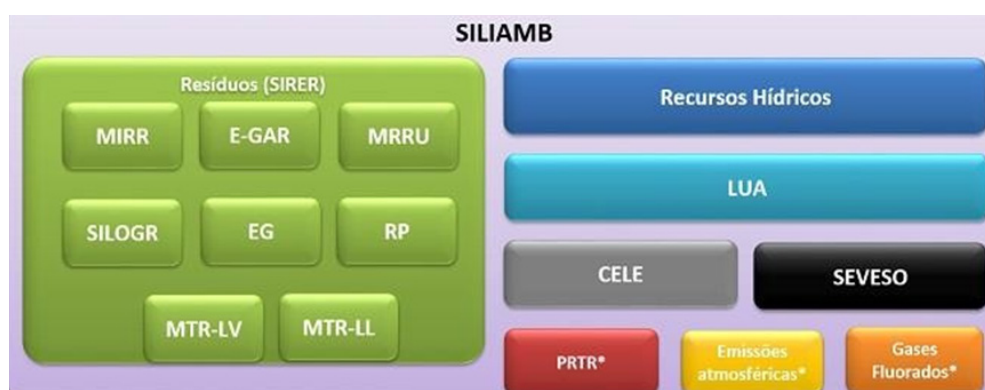 SILIAMB
Resíduos (SIRER)
MIRR
E-GAR
MRRU
SILOGR
EG
RP
MTR-LV
MTR-LL
Recursos Hídricos
LUA
CELE
SEVESO
PRTR*
Emissões
atmosféricas*
Gases
Fluorados*